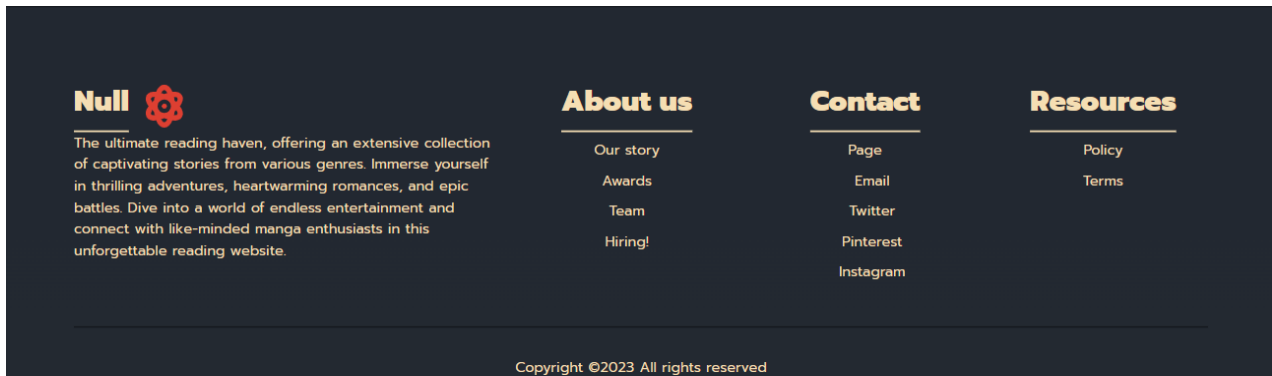 Null
The ultimate reading haven, offering an extensive collection
of captivating stories from various genres. Immerse yourself
in thrilling adventures, heartwarming romances, and epic
battles. Dive into a world of endless entertainment and
connect with like-minded manga enthusiasts in this
unforgettable reading website.
About us
Our story
Awards
Team
Hiring!
Contact
Page
Email
Twitter
Pinterest
Instagram
Resources
Policy
Terms
Copyright ©2023 All rights reserved